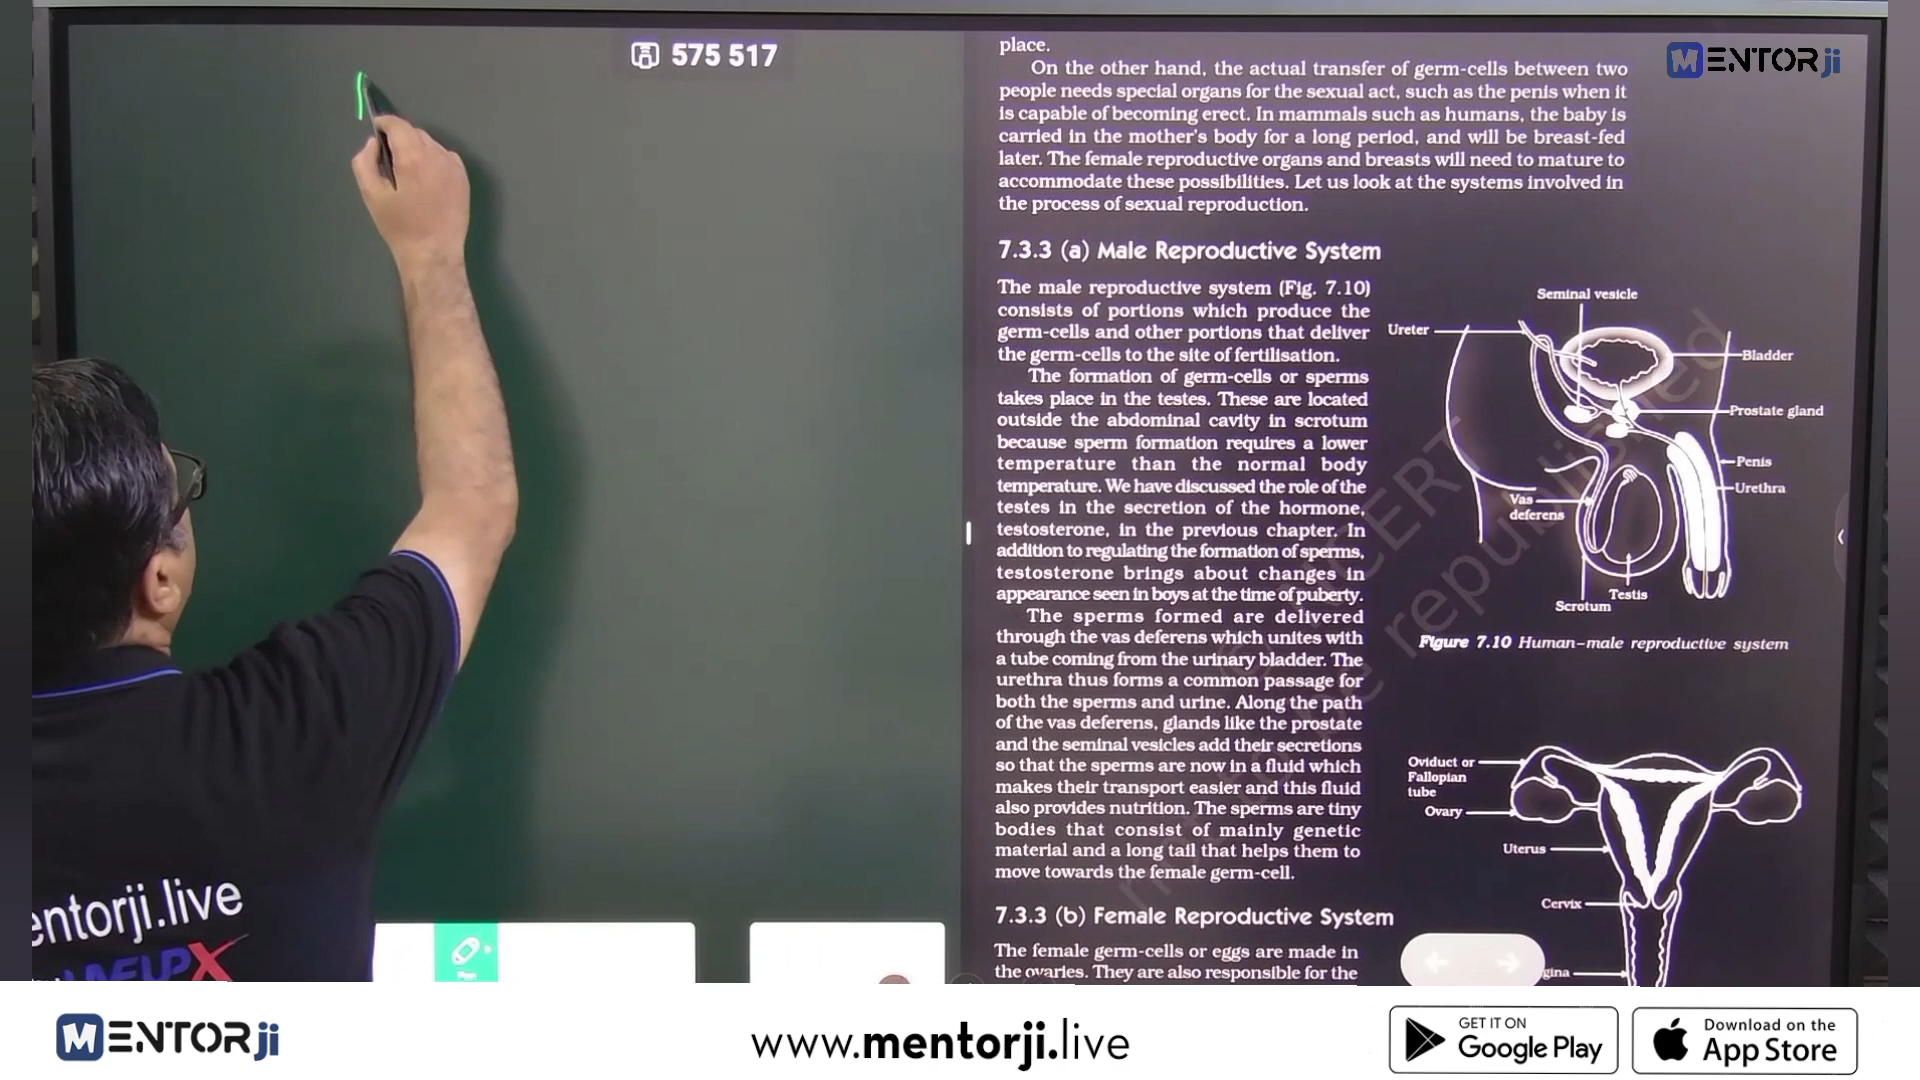 575 517
MENTORji
place.
On the other hand, the actual transfer of germ-cells between two
people needs special organs for the sexual act, such as the penis when it
is capable of becoming erect. In mammals such as humans, the baby is
carried in the mother's body for a long period, and will be breast-fed
later. The female reproductive organs and breasts will need to mature to
accommodate these possibilities. Let us look at the systems involved in
the process of sexual reproduction.
7.3.3 (a) Male Reproductive System
The male reproductive system (Fig. 7.10)
consists of portions which produce the
germ-cells and other portions that deliver
the germ-cells to the site of fertilisation.
The formation of germ-cells or sperms
takes place in the testes. These are located
outside the abdominal cavity in scrotum
because sperm formation requires a lower
temperature than the normal body
temperature. We have discussed the role of the
testes in the secretion of the hormone,
testosterone, in the previous chapter. In
addition to regulating the formation of sperms,
testosterone brings about changes in
appearance seen in boys at the time of puberty.
The sperms formed are delivered
through the vas deferens which unites with
a tube coming from the urinary bladder. The
urethra thus forms a common passage for
both the sperms and urine. Along the path
of the vas deferens, glands like the prostate
and the seminal vesicles add their secretions
so that the sperms are now in a fluid which
makes their transport easier and this fluid
also provides nutrition. The sperms are tiny
bodies that consist of mainly genetic
material and a long tail that helps them to
move towards the female germ-cell.
7.3.3 (b) Female Reproductive System
The female germ-cells or eggs are made in
the ovaries. They are also responsible for the
Seminal vesicle
Ureter
Bladder
Prostate gland
Penis
Urethra
Vas
deferens
Testis
Scrotum
Figure 7.10 Human-male reproductive system
Oviduct or
Fallopian
tube
Ovary
Uterus
Cervix
gina
entorji.live
LIVEUPX
Pen
MENTORji
www.mentorji.live
GET IT ON
Google Play
Download on the
App Store